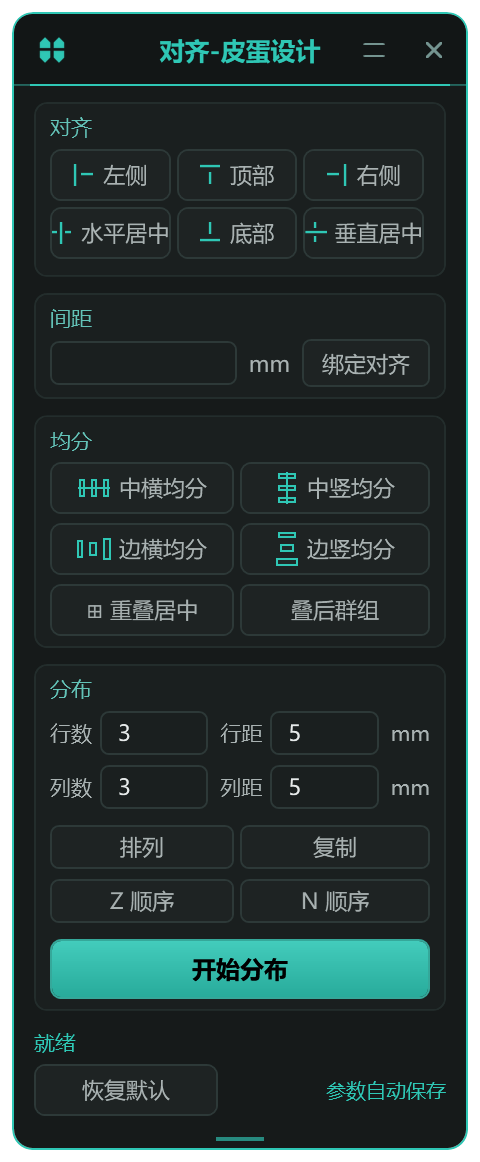 对齐-皮蛋设计
对齐
左侧 顶部 右侧
水平居中 底部 垂直居中
间距
mm 绑定对齐
均分
中横均分 中竖均分
边横均分 边竖均分
重叠居中 叠后群组
分布
行数 3 行距 5 mm
列数 3 列距 5 mm
排列 复制
Z 顺序 N 顺序
开始分布
就绪
恢复默认 参数自动保存